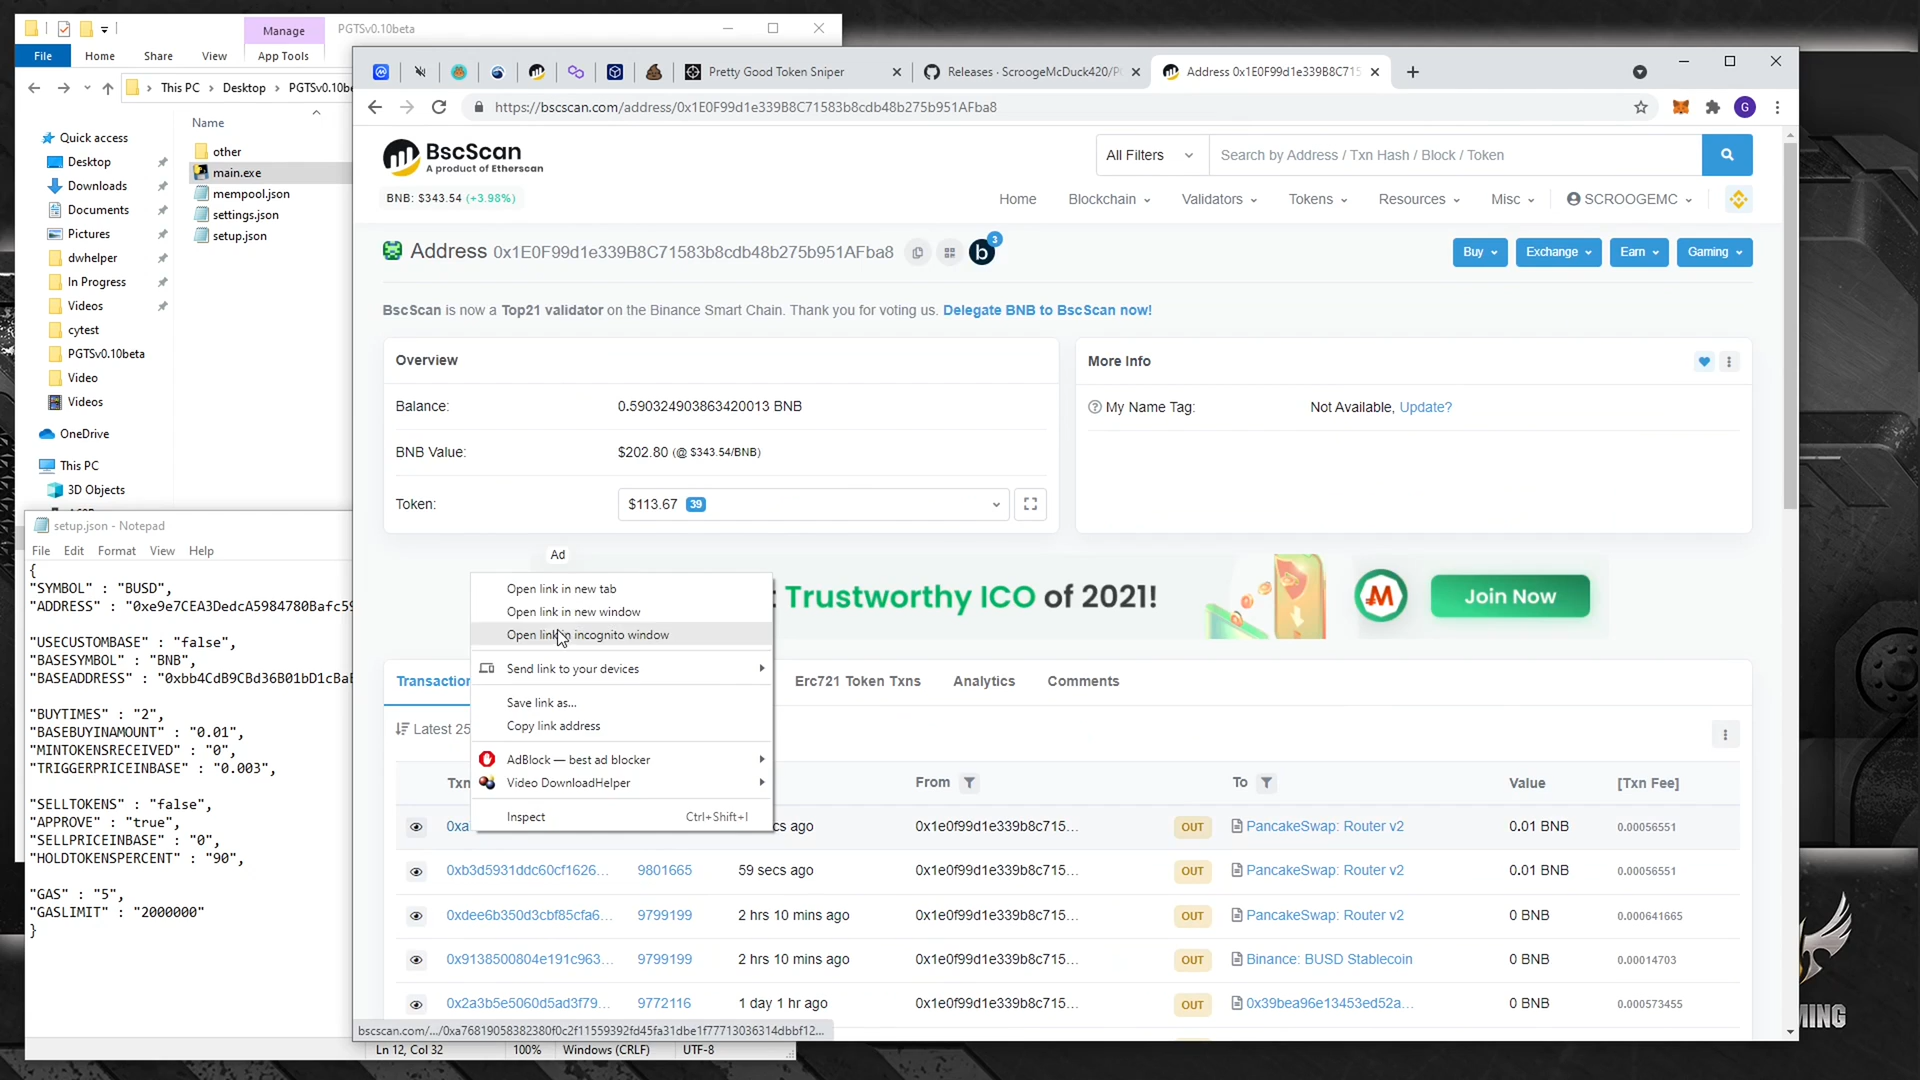 Manage
PGTSv0.10beta
File
Home
Share
View
App Tools
This PC
Desktop
Name
Quick access
Desktop
Downloads
Documents
Pictures
dwhelper
In Progress
Videos
cytest
PGTSv0.10beta
Video
Videos
OneDrive
This PC
3D Objects
other
main.exe
mempool.json
settings.json
setup.json
setup.json - Notepad
File Edit Format View Help
{
"SYMBOL" : "BUSD",
"ADDRESS" : "0xe9e7CEA3DedcA5984780Bafc59
"USECUSTOMBASE" : "false",
"BASESYMBOL" : "BNB",
"BASEADDRESS" : "0xbb4CdB9CBd36B01bD1cBaE
"BUYTIMES" : "2",
"BASEBUYINAMOUNT" : "0.01",
"MINTOKENSRECEIVED" : "0",
"TRIGGERPRICEINBASE" : "0.003",
"SELLTOKENS" : "false",
"APPROVE" : "true",
"SELLPRICEINBASE" : "0",
"HOLDTOKENSPERCENT" : "90",
"GAS" : "5",
"GASLIMIT" : "2000000"
}
Ln 12, Col 32
100%
Windows (CRLF)
UTF-8
Pretty Good Token Sniper
Releases · ScroogeMcDuck420/P
Address 0x1E0F99d1e339B8C715
https://bscscan.com/address/0x1E0F99d1e339B8C71583b8cdb48b275b951AFba8
G
BscScan
A product of Etherscan
All Filters
Search by Address / Txn Hash / Block / Token
BNB: $343.54 (+3.98%)
Home
Blockchain
Validators
Tokens
Resources
Misc
SCROOGEMC
Address 0x1E0F99d1e339B8C71583b8cdb48b275b951AFba8
b
3
Buy
Exchange
Earn
Gaming
BscScan is now a Top21 validator on the Binance Smart Chain. Thank you for voting us. Delegate BNB to BscScan now!
Overview
Balance:
0.590324903863420013 BNB
BNB Value:
$202.80 (@ $343.54/BNB)
Token:
$113.67 39
More Info
My Name Tag:
Not Available, Update?
Ad
: Trustworthy ICO of 2021!
Join Now
Open link in new tab
Open link in new window
Open link in incognito window
Send link to your devices
Save link as...
Copy link address
AdBlock — best ad blocker
Video DownloadHelper
Inspect
Ctrl+Shift+I
Transaction
Erc721 Token Txns
Analytics
Comments
Latest 25
Txn
From
To
Value
[Txn Fee]
0xa
cs ago
0x1e0f99d1e339b8c715...
OUT
PancakeSwap: Router v2
0.01 BNB
0.00056551
0xb3d5931ddc60cf1626...
9801665
59 secs ago
0x1e0f99d1e339b8c715...
OUT
PancakeSwap: Router v2
0.01 BNB
0.00056551
0xdee6b350d3cbf85cfa6...
9799199
2 hrs 10 mins ago
0x1e0f99d1e339b8c715...
OUT
PancakeSwap: Router v2
0 BNB
0.000641665
0x9138500804e191c963...
9799199
2 hrs 10 mins ago
0x1e0f99d1e339b8c715...
OUT
Binance: BUSD Stablecoin
0 BNB
0.00014703
0x2a3b5e5060d5ad3f79...
9772116
1 day 1 hr ago
0x1e0f99d1e339b8c715...
OUT
0x39bea96e13453ed52a...
0 BNB
0.000573455
bscscan.com/.../0xa76819058382380f0c2f11559392fd45fa31dbe1f77713036314dbbf12...